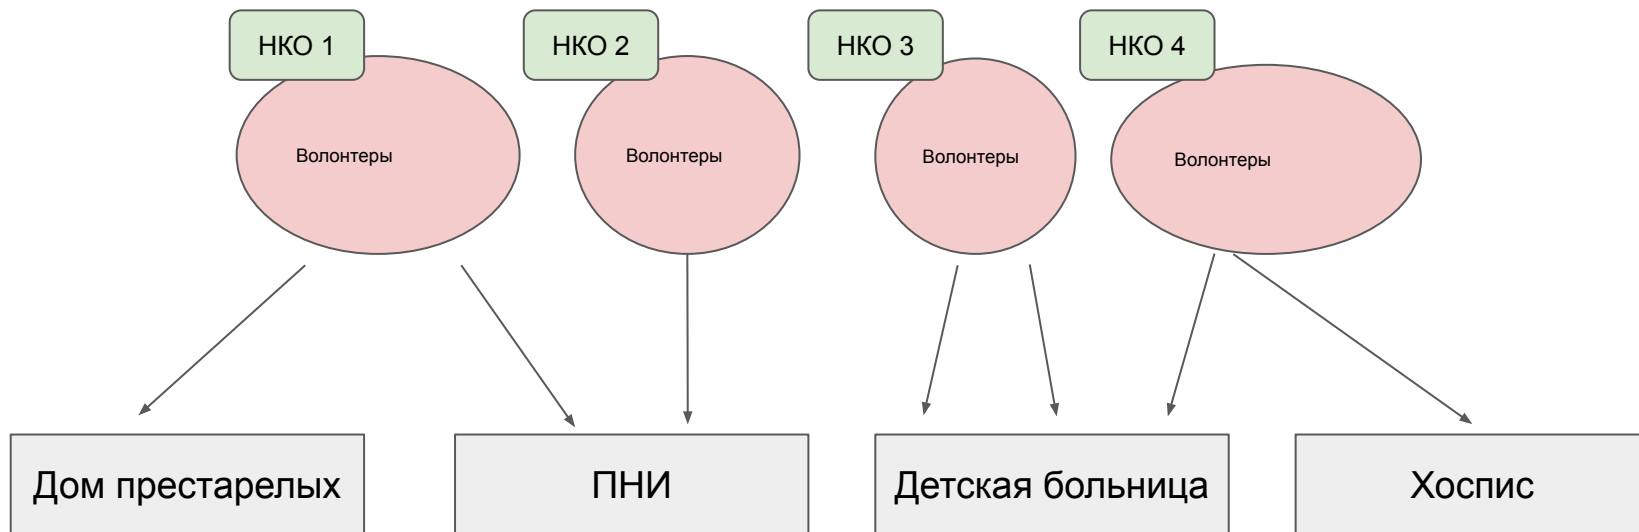 НКО 1
НКО 2
НКО 3
НКО 4
Волонтеры
Волонтеры
Волонтеры
Волонтеры
Дом престарелых
ПНИ
Детская больница
Хоспис